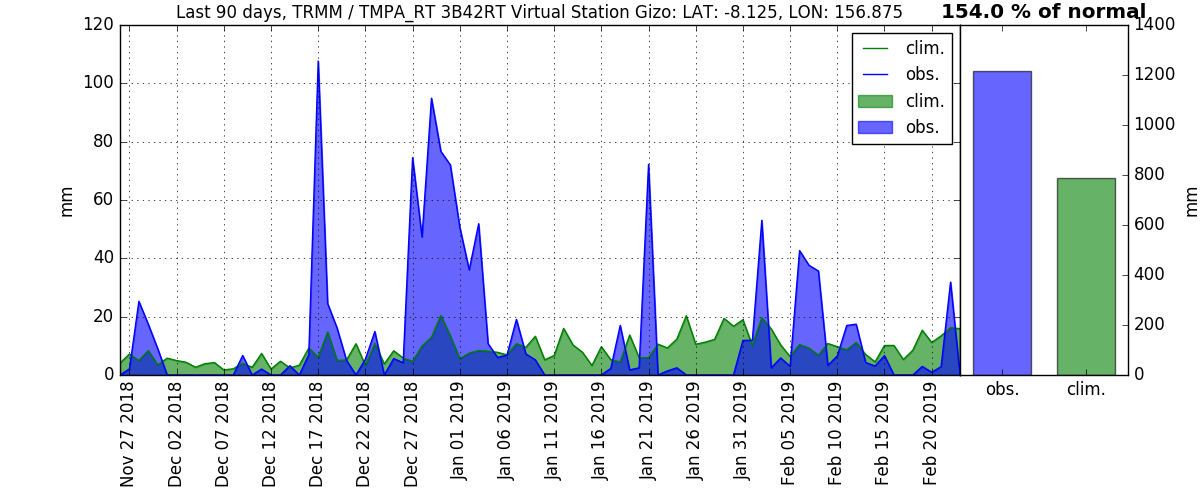 Last 90 days, TRMM / TMPA_RT 3B42RT Virtual Station Gizo: LAT: -8.125, LON: 156.875
154.0 % of normal
120
100
80
60
40
20
0
mm
clim.
obs.
clim.
obs.
1400
1200
1000
800
600
400
200
0
mm
obs.
clim.
Nov 27 2018
Dec 02 2018
Dec 07 2018
Dec 12 2018
Dec 17 2018
Dec 22 2018
Dec 27 2018
Jan 01 2019
Jan 06 2019
Jan 11 2019
Jan 16 2019
Jan 21 2019
Jan 26 2019
Jan 31 2019
Feb 05 2019
Feb 10 2019
Feb 15 2019
Feb 20 2019